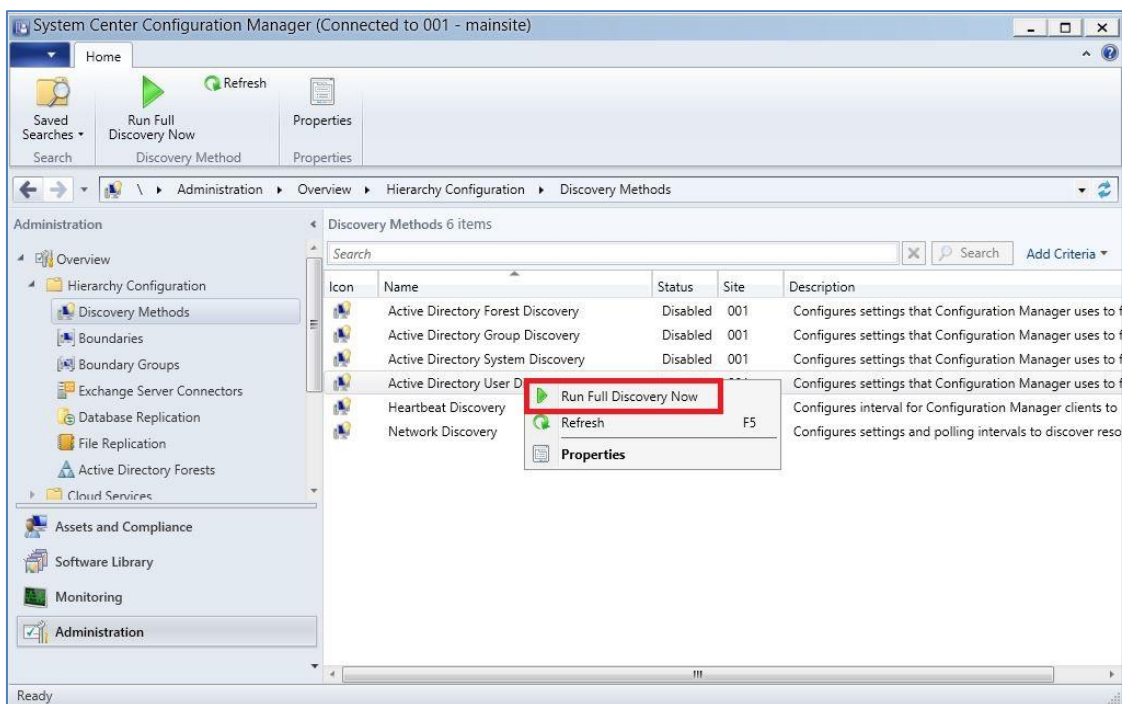 System Center Configuration Manager (Connected to 001 - mainsite)
Home
Saved Searches
Run Full Discovery Now
Refresh
Properties
Search
Discovery Method
Properties
\ Administration Overview Hierarchy Configuration Discovery Methods
Administration
Overview
Hierarchy Configuration
Discovery Methods
Boundaries
Boundary Groups
Exchange Server Connectors
Database Replication
File Replication
Active Directory Forests
Cloud Services
Assets and Compliance
Software Library
Monitoring
Administration
Discovery Methods 6 items
Search
Search
Add Criteria
Icon Name Status Site Description
Active Directory Forest Discovery Disabled 001 Configures settings that Configuration Manager uses to f
Active Directory Group Discovery Disabled 001 Configures settings that Configuration Manager uses to f
Active Directory System Discovery Disabled 001 Configures settings that Configuration Manager uses to f
Active Directory User D Configures settings that Configuration Manager uses to f
Heartbeat Discovery Configures interval for Configuration Manager clients to
Network Discovery Configures settings and polling intervals to discover reso
Run Full Discovery Now
Refresh F5
Properties
Ready